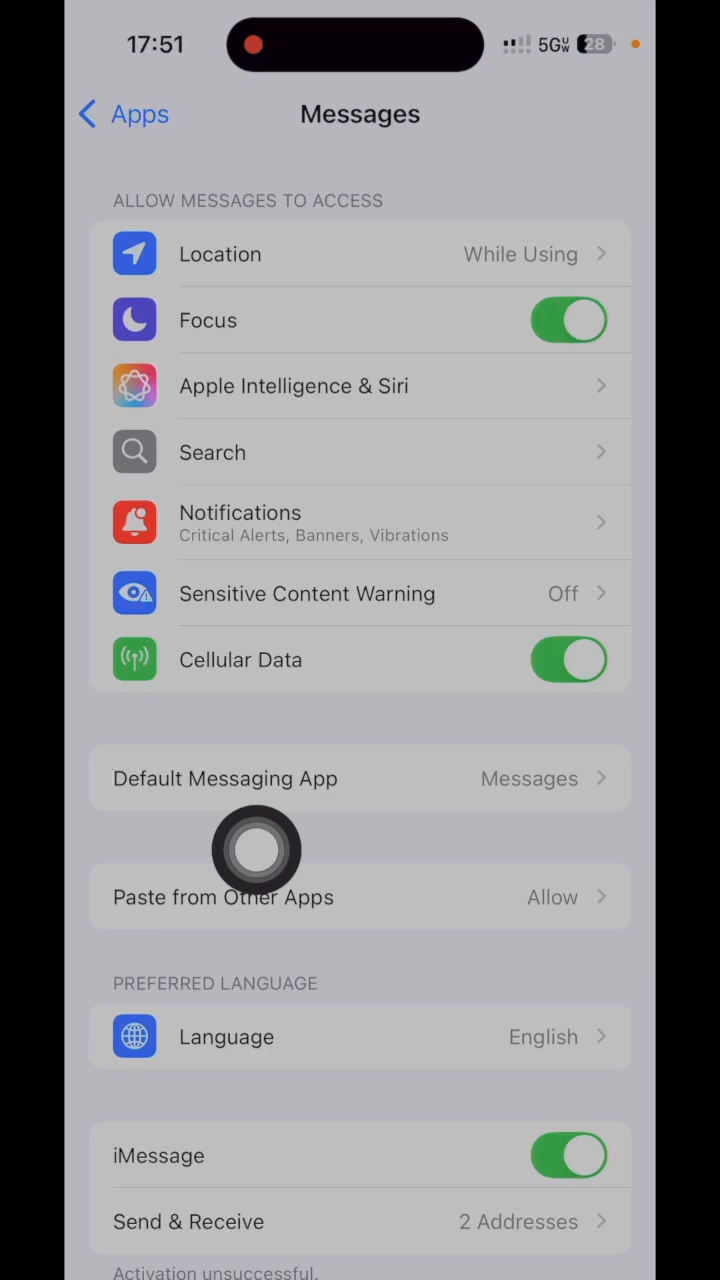 17:51
5GUW 28
Apps
Messages
ALLOW MESSAGES TO ACCESS
Location While Using
Focus
Apple Intelligence & Siri
Search
Notifications
Critical Alerts, Banners, Vibrations
Sensitive Content Warning Off
Cellular Data
Default Messaging App Messages
Paste from Other Apps Allow
PREFERRED LANGUAGE
Language English
iMessage
Send & Receive 2 Addresses
Activation unsuccessful.